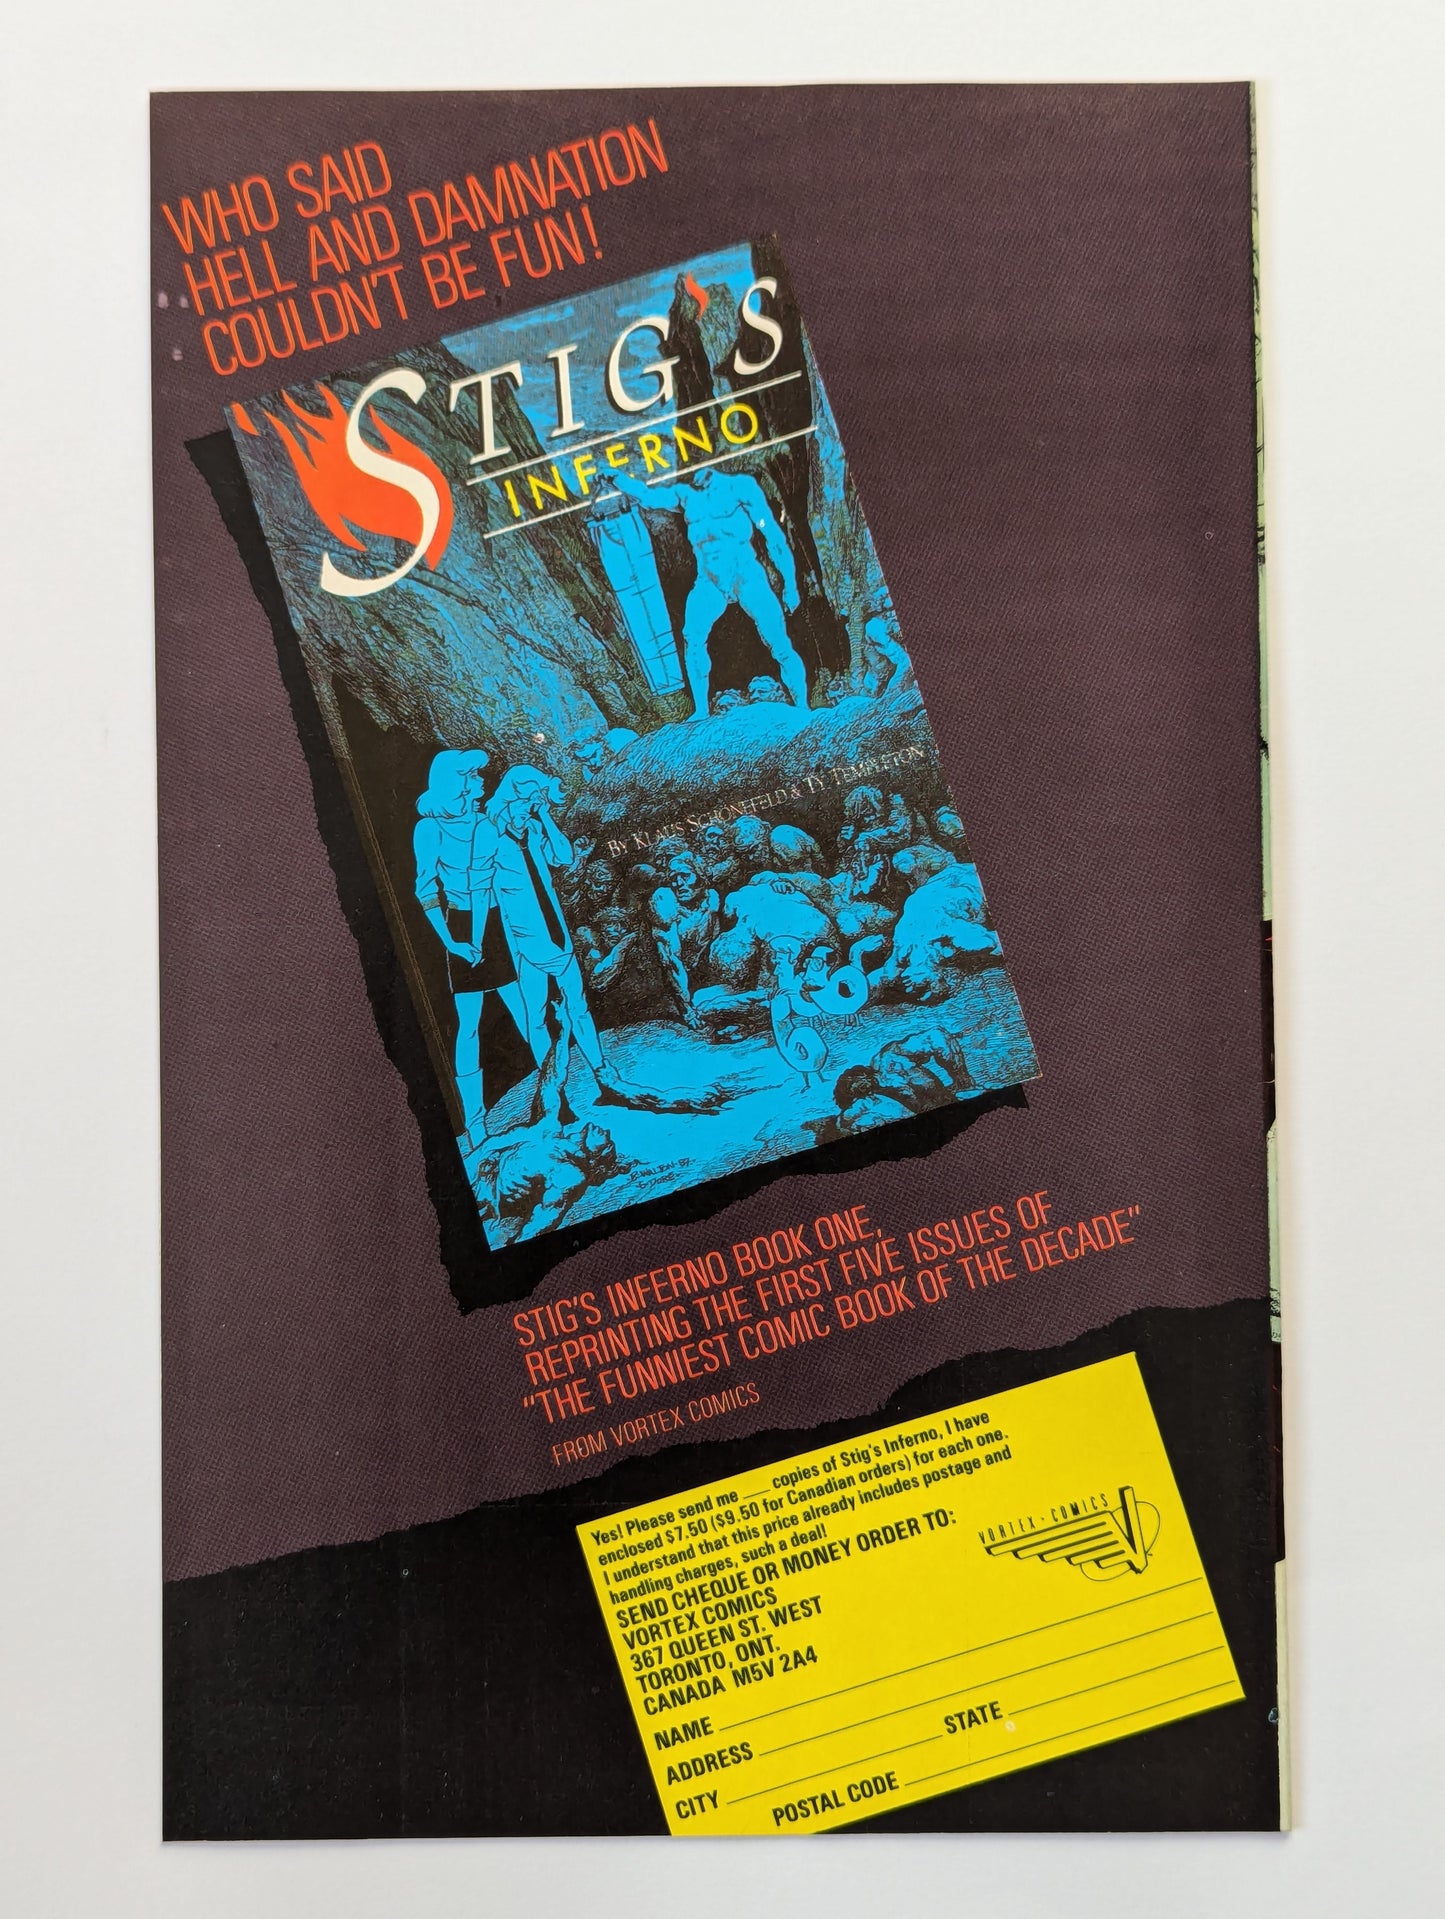 WHO SAID
HELL AND DAMNATION
COULDN'T BE FUN!
STIG'S
INFERNO
BY KLAUS SCHÖNEFELD & TY TEMPLETON
B. WALTON · 87
G. DORÉ
STIG'S INFERNO BOOK ONE,
REPRINTING THE FIRST FIVE ISSUES OF
"THE FUNNIEST COMIC BOOK OF THE DECADE"
FROM VORTEX COMICS
Yes! Please send me ___ copies of Stig's Inferno, I have
enclosed $7.50 ($9.50 for Canadian orders) for each one.
I understand that this price already includes postage and
handling charges, such a deal!
SEND CHEQUE OR MONEY ORDER TO:
VORTEX COMICS
367 QUEEN ST. WEST
TORONTO, ONT.
CANADA M5V 2A4
VORTEX · COMICS
NAME
ADDRESS
CITY STATE
POSTAL CODE